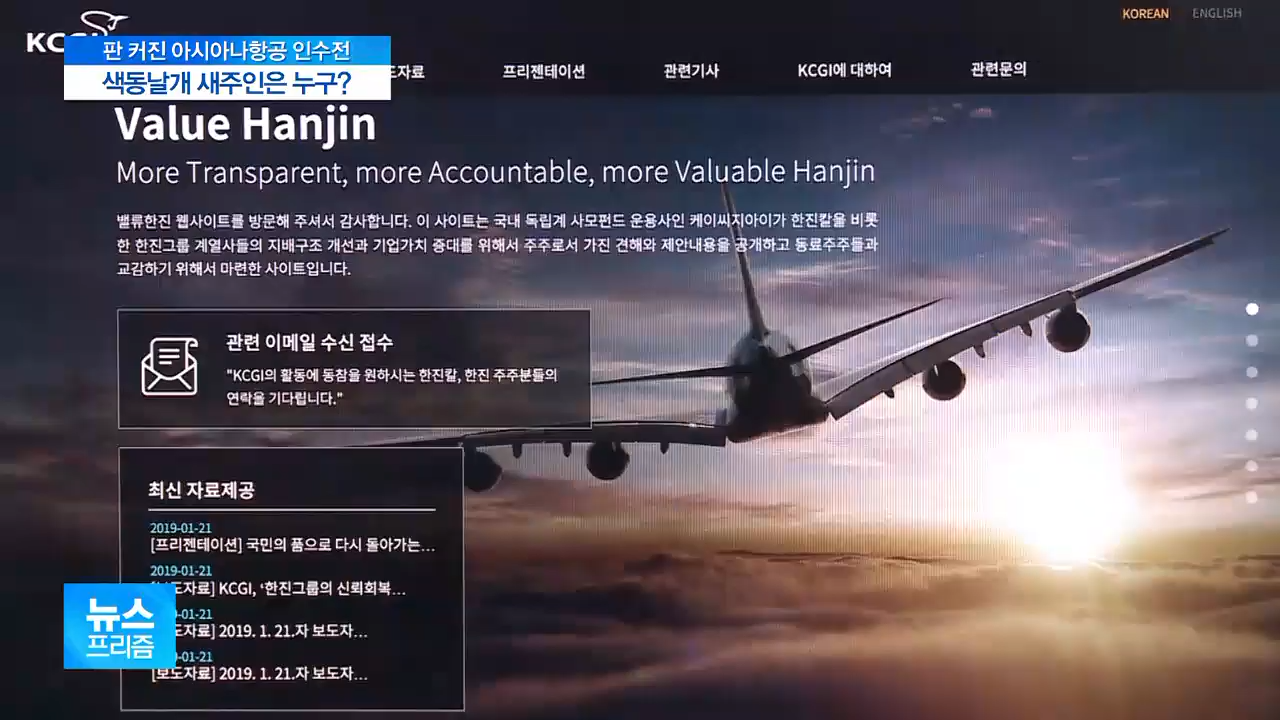 KOREAN ENGLISH
KCGI
판 커진 아시아나항공 인수전
색동날개 새주인은 누구?
도자료 프리젠테이션 관련기사 KCGI에 대하여 관련문의
Value Hanjin
More Transparent, more Accountable, more Valuable Hanjin
밸류한진 웹사이트를 방문해 주셔서 감사합니다. 이 사이트는 국내 독립계 사모펀드 운용사인 케이씨지아이가 한진칼을 비롯
한 한진그룹 계열사들의 지배구조 개선과 기업가치 증대를 위해서 주주로서 가진 견해와 제안내용을 공개하고 동료주주들과
교감하기 위해서 마련한 사이트입니다.
관련 이메일 수신 접수
"KCGI의 활동에 동참을 원하시는 한진칼, 한진 주주분들의
연락을 기다립니다."
최신 자료제공
2019-01-21
[프리젠테이션] 국민의 품으로 다시 돌아가는...
2019-01-21
[보도자료] KCGI, ‘한진그룹의 신뢰회복...
-01-21
도자료] 2019. 1. 21.자 보도자...
-01-21
[보도자료] 2019. 1. 21.자 보도자...
뉴스
프리즘